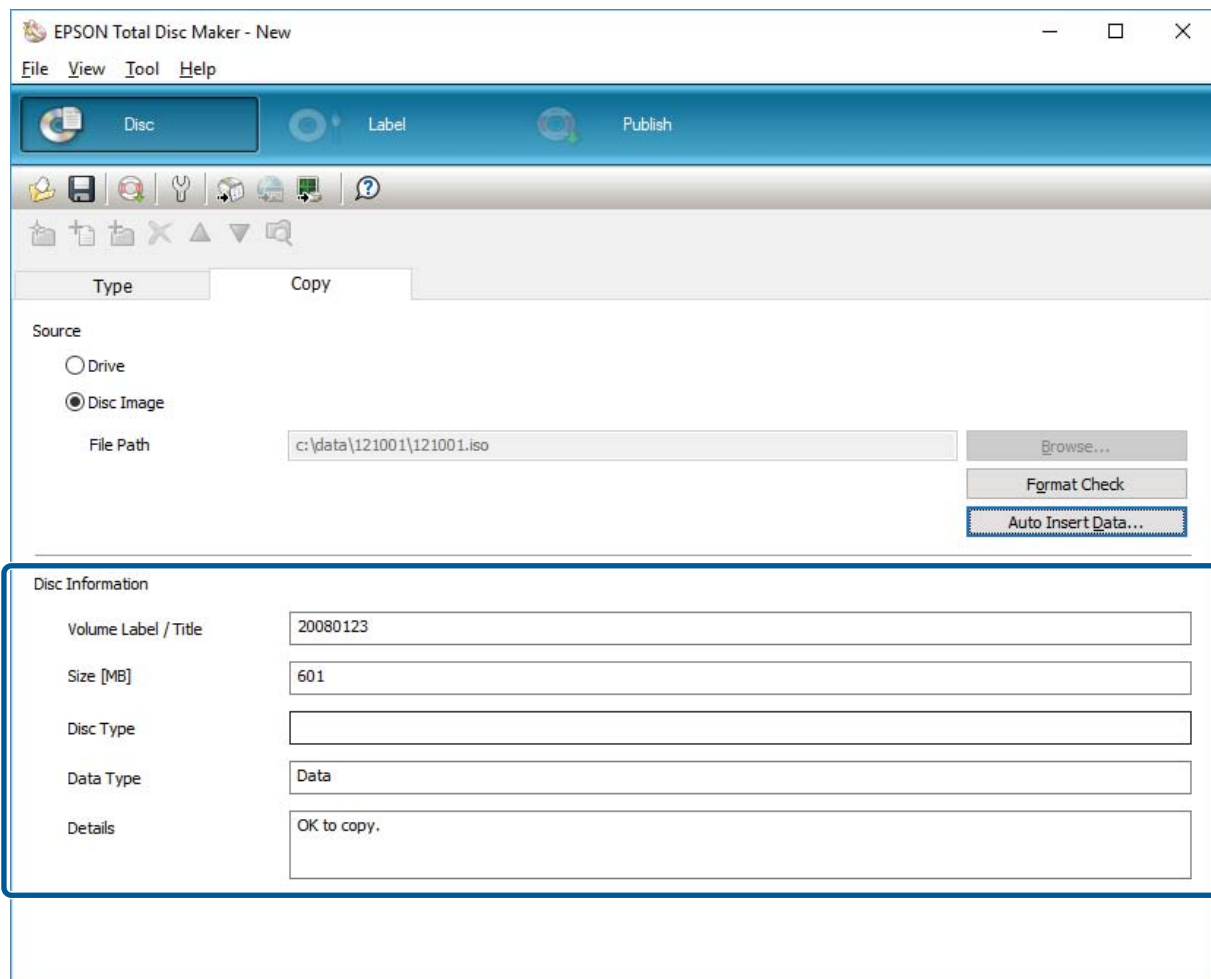 EPSON Total Disc Maker - New
File View Tool Help
Disc Label Publish
Type Copy
Source
Drive
Disc Image
File Path c:\data\121001\121001.iso Browse...
Format Check
Auto Insert Data...
Disc Information
Volume Label / Title 20080123
Size [MB] 601
Disc Type
Data Type Data
Details OK to copy.